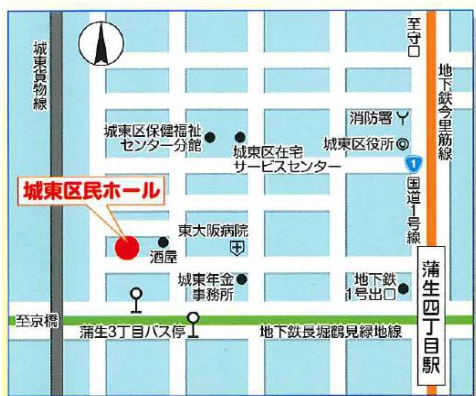 城東貨物線
至守口
地下鉄今里筋線
消防署
城東区役所
城東区保健福祉
センター分館
城東区在宅
サービスセンター
1
国道1号線
城東区民ホール
東大阪病院
酒屋
城東年金
事務所
地下鉄
1号出口
蒲生四丁目駅
至京橋
蒲生3丁目バス停
地下鉄長堀鶴見緑地線